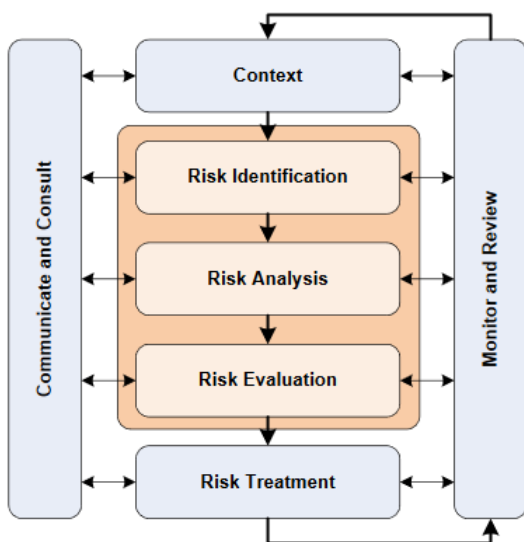 Context
Communicate and Consult
Risk Identification
Risk Analysis
Risk Evaluation
Risk Treatment
Monitor and Review